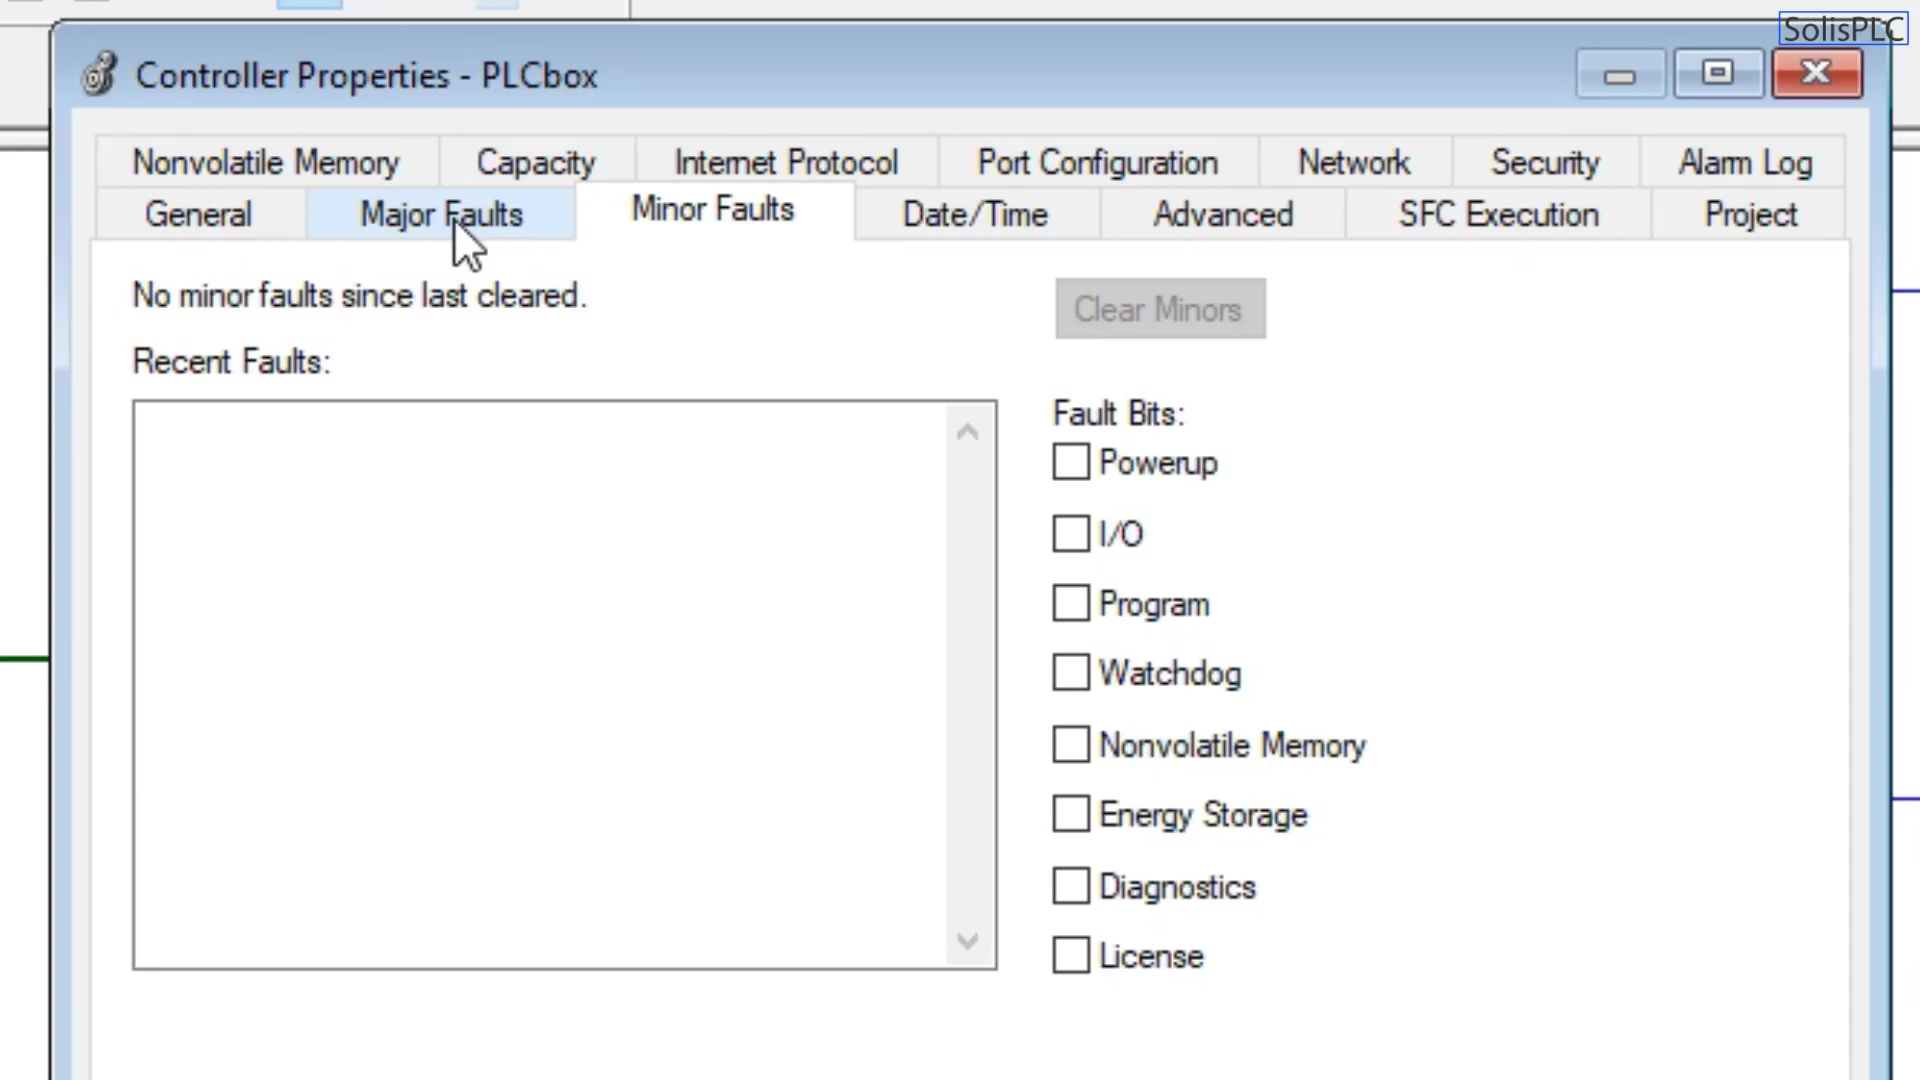 SolisPLC
Controller Properties - PLCbox
Nonvolatile Memory Capacity Internet Protocol Port Configuration Network Security Alarm Log
General Major Faults Minor Faults Date/Time Advanced SFC Execution Project
No minor faults since last cleared.
Clear Minors
Recent Faults:
Fault Bits:
Powerup
I/O
Program
Watchdog
Nonvolatile Memory
Energy Storage
Diagnostics
License